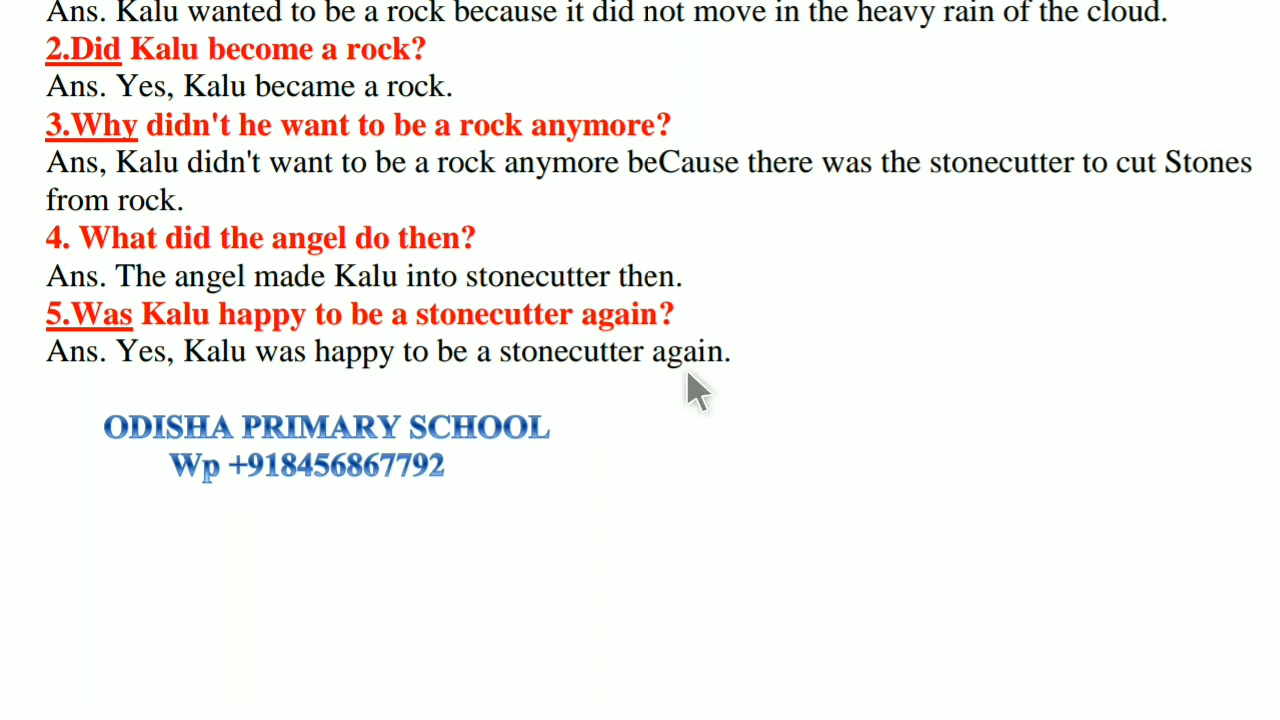 Ans. Kalu wanted to be a rock because it did not move in the heavy rain of the cloud.
2.Did Kalu become a rock?
Ans. Yes, Kalu became a rock.
3.Why didn't he want to be a rock anymore?
Ans, Kalu didn't want to be a rock anymore beCause there was the stonecutter to cut Stones
from rock.
4. What did the angel do then?
Ans. The angel made Kalu into stonecutter then.
5.Was Kalu happy to be a stonecutter again?
Ans. Yes, Kalu was happy to be a stonecutter again.
ODISHA PRIMARY SCHOOL
Wp +918456867792